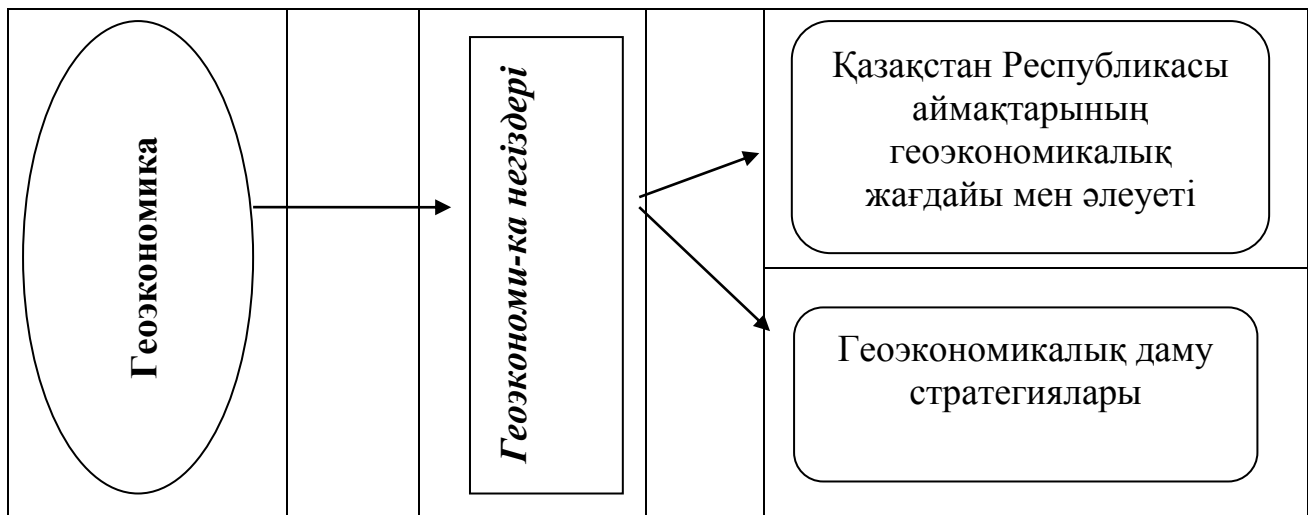 Геоэкономика
Геоэкономи-ка негіздері
Қазақстан Республикасы
аймақтарының
геоэкономикалық
жағдайы мен әлеуеті
Геоэкономикалық даму
стратегиялары